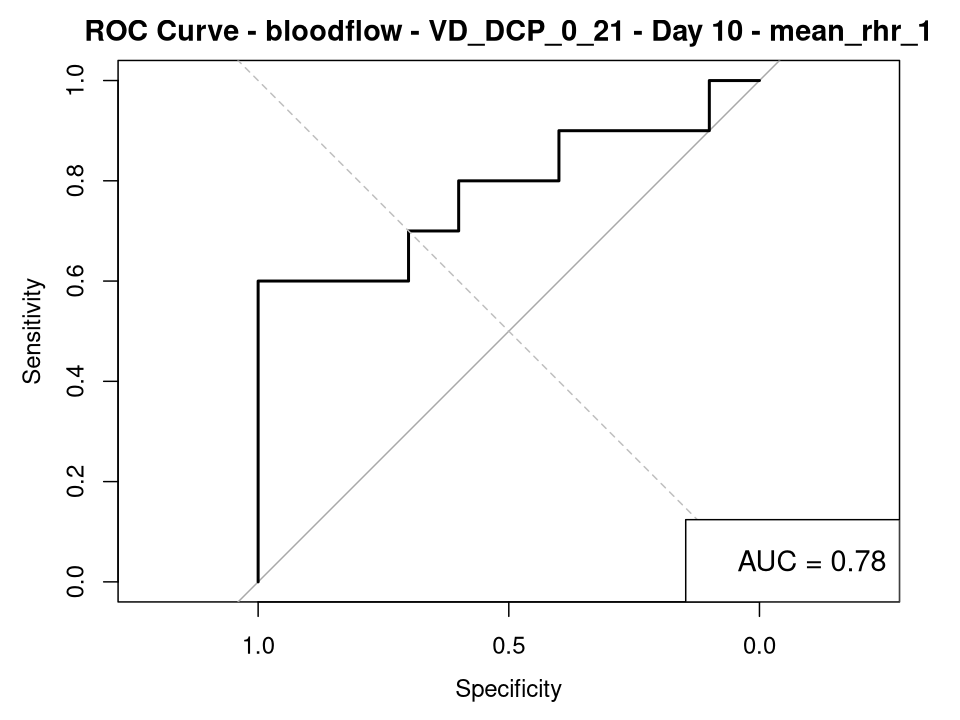 ROC Curve - bloodflow - VD_DCP_0_21 - Day 10 - mean_rhr_1
1.0
0.8
0.6
0.4
0.2
0.0
Sensitivity
AUC = 0.78
1.0 0.5 0.0
Specificity